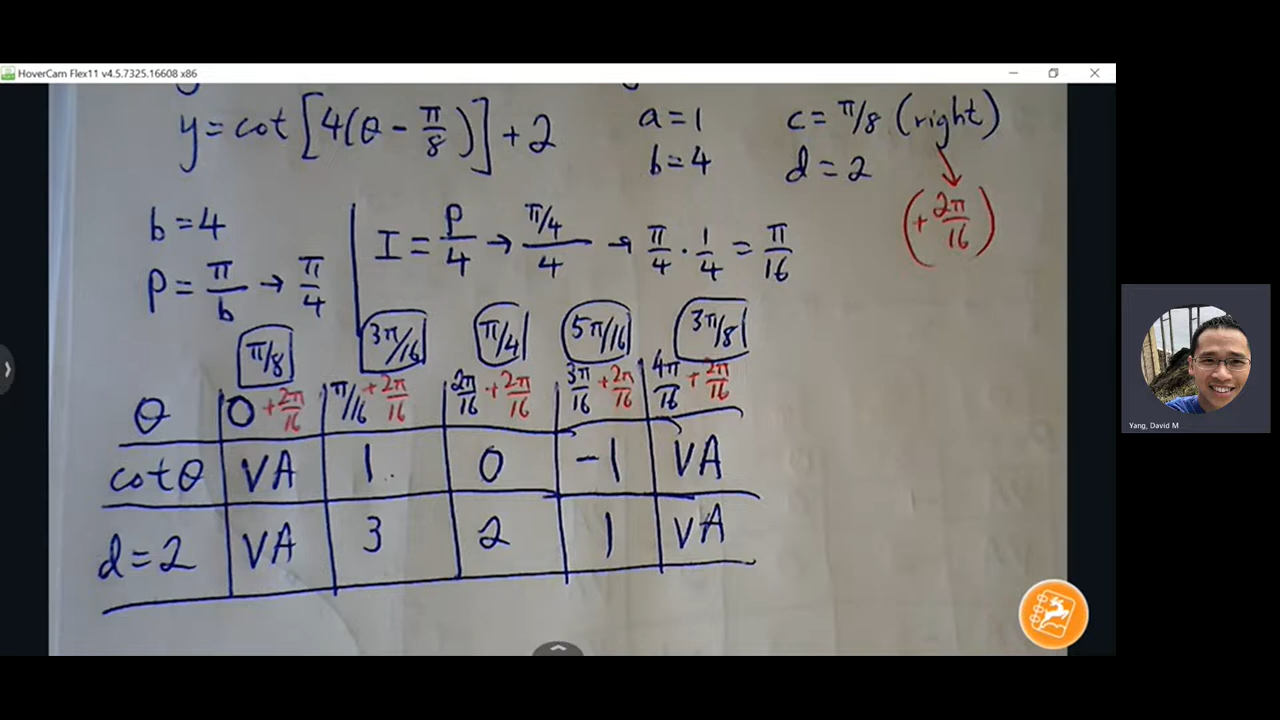 HoverCam Flex11 v4.5.7325.16608 x86
y = cot [4(θ - π/8)] + 2
a = 1
c = π/8 (right)
b = 4
d = 2
(+ 2π/16)
b = 4
I = P/4 → π/4/4 → π/4 · 1/4 = π/16
P = π/b → π/4
π/8 3π/16 π/4 5π/16 3π/8
θ 0 + 2π/16 π/16 + 2π/16 2π/16 + 2π/16 3π/16 + 2π/16 4π/16 + 2π/16
cot θ VA 1 0 -1 VA
d = 2 VA 3 2 1 VA
Yang, David M